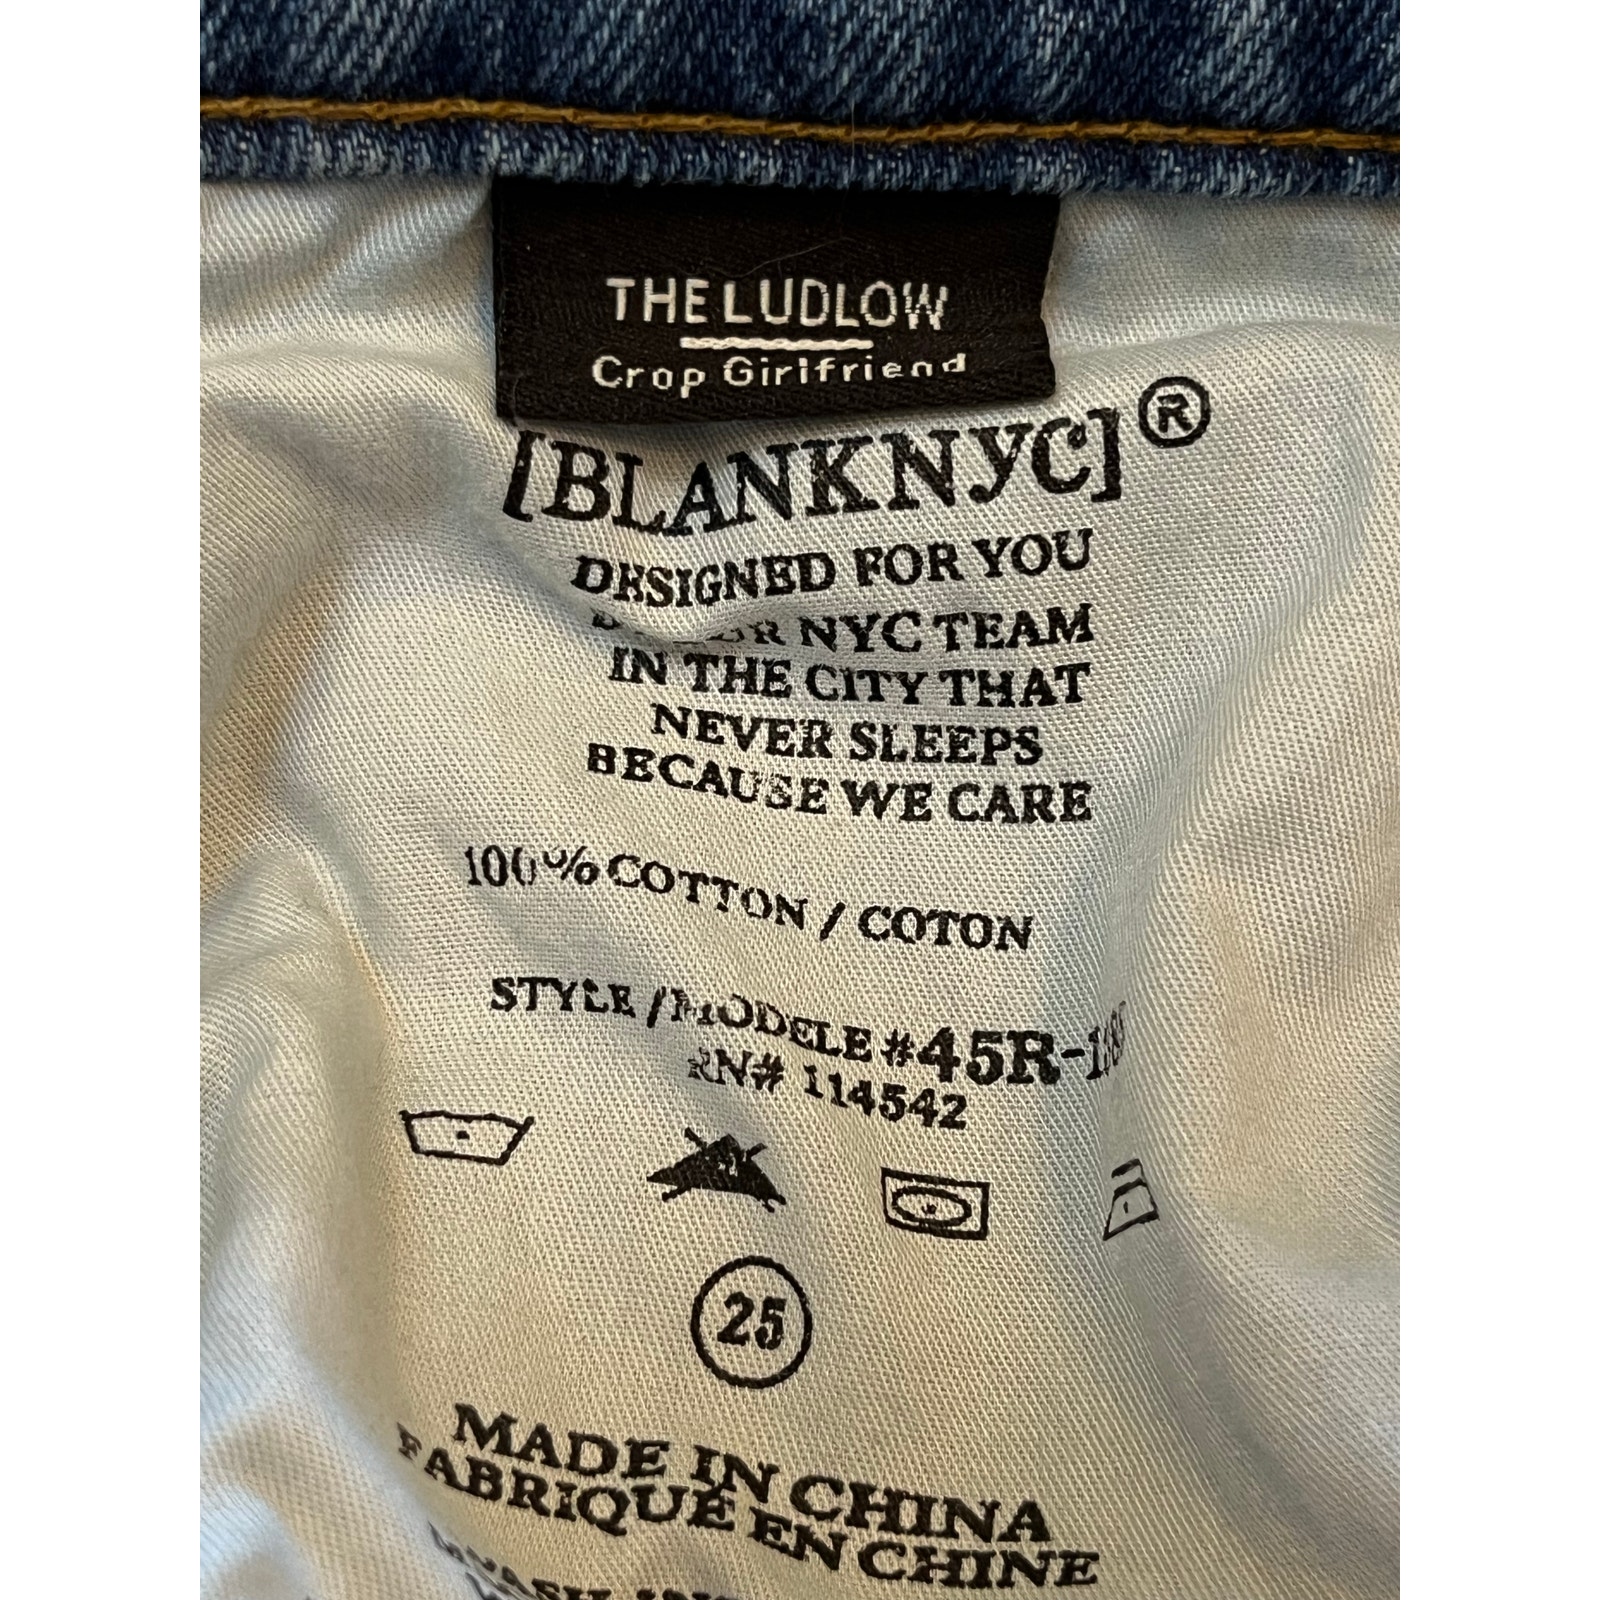 THE LUDLOW
Crop Girlfriend
[BLANKNYC]®
DESIGNED FOR YOU
NYC TEAM
IN THE CITY THAT
NEVER SLEEPS
BECAUSE WE CARE
100% COTTON / COTON
STYLE / MODELE #45R-
RN# 114542
25
MADE IN CHINA
FABRIQUÉ EN CHINE